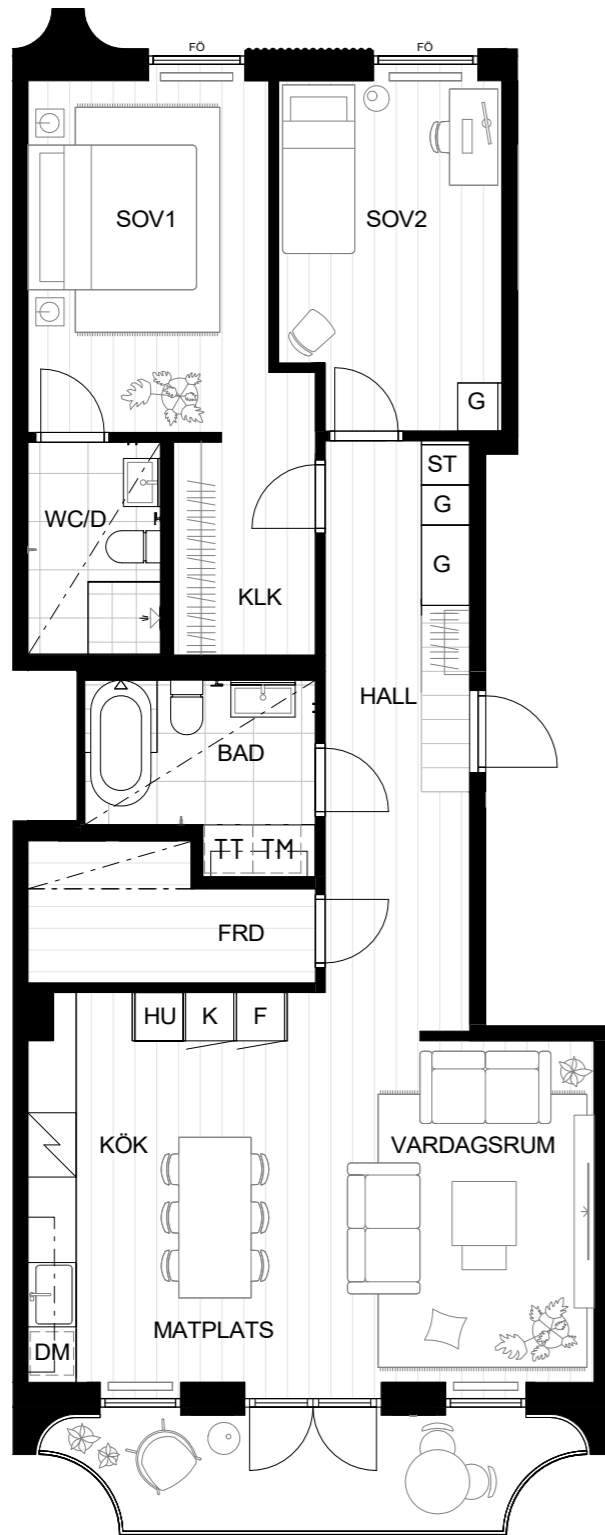 FÖ
FÖ
SOV1
SOV2
G
ST
G
WC/D
G
KLK
HALL
BAD
TT TM
FRD
HU K F
KÖK
VARDAGSRUM
MATPLATS
DM